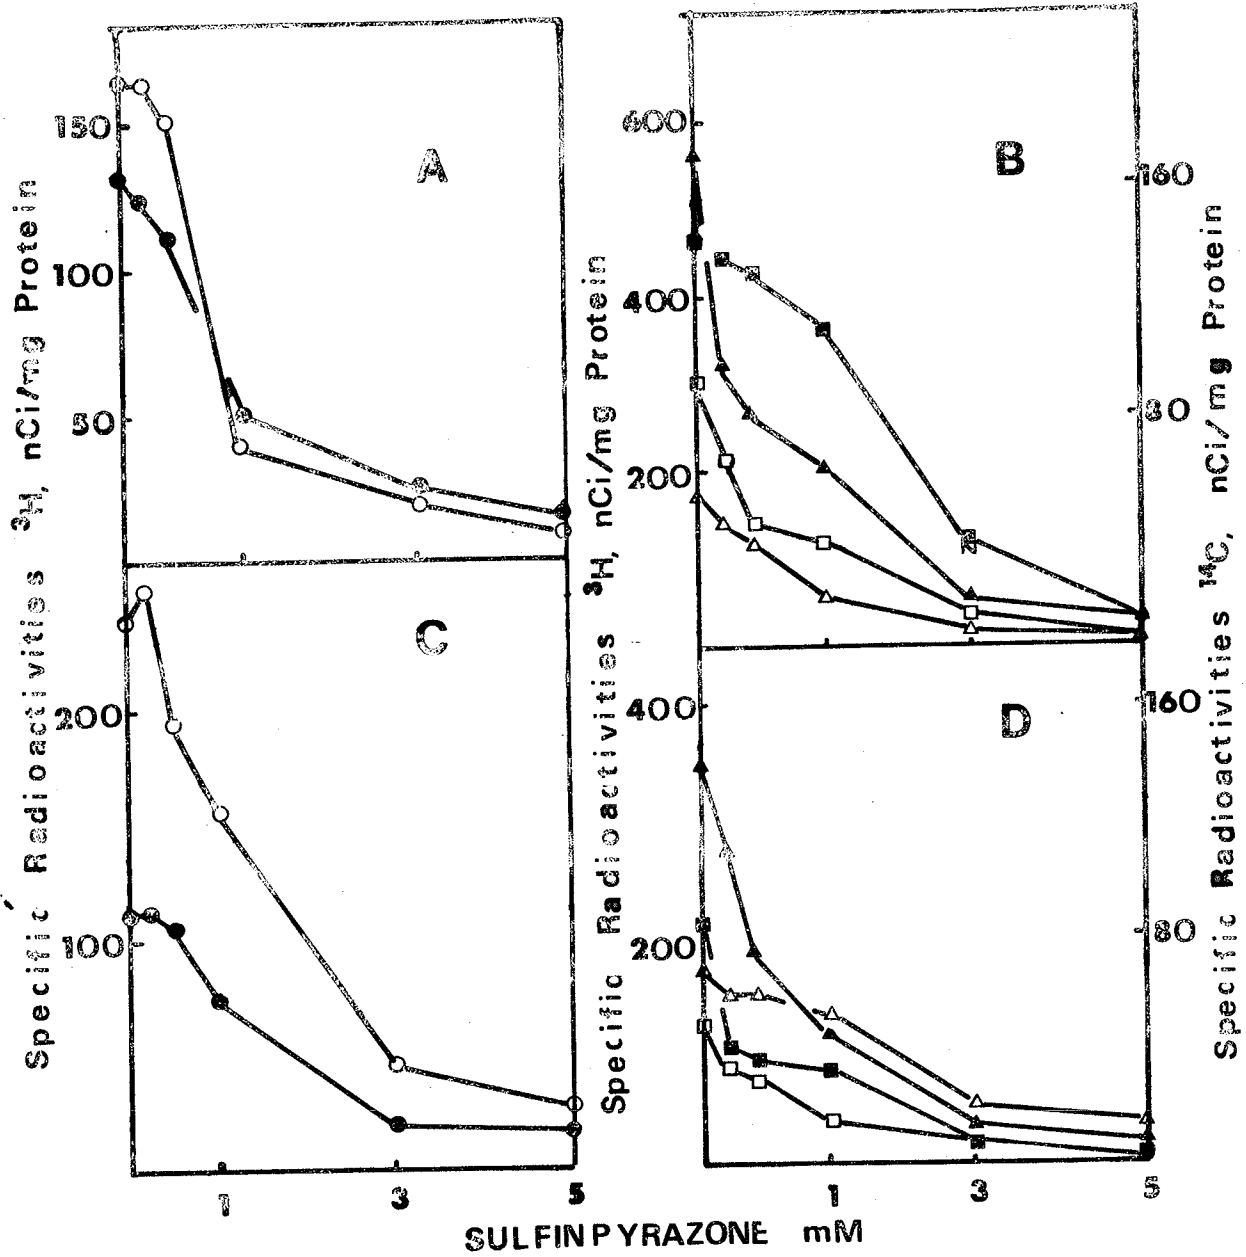 Specific Radioactivities ³H, nCi/mg Protein
150
100
50
A
200
100
C
1
3
5
Specific Radioactivities ³H, nCi/mg Protein
600
400
200
B
160
80
400
200
D
160
80
1
3
5
Specific Radioactivities ¹⁴C, nCi/mg Protein
SULFINPYRAZONE mM